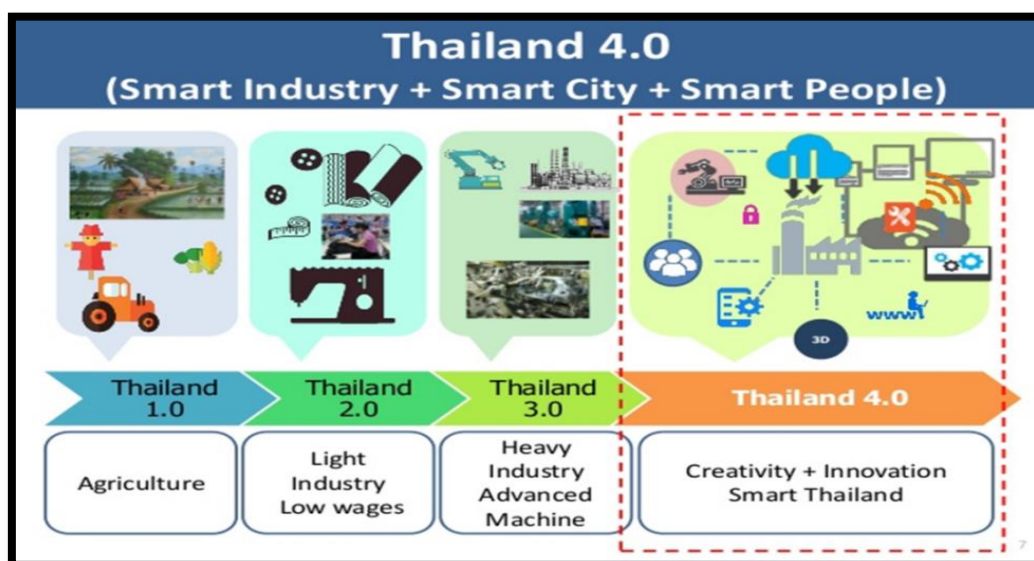 Thailand 4.0
(Smart Industry + Smart City + Smart People)
3D
www
Thailand
1.0
Thailand
2.0
Thailand
3.0
Thailand 4.0
Agriculture
Light
Industry
Low wages
Heavy
Industry
Advanced
Machine
Creativity + Innovation
Smart Thailand
7